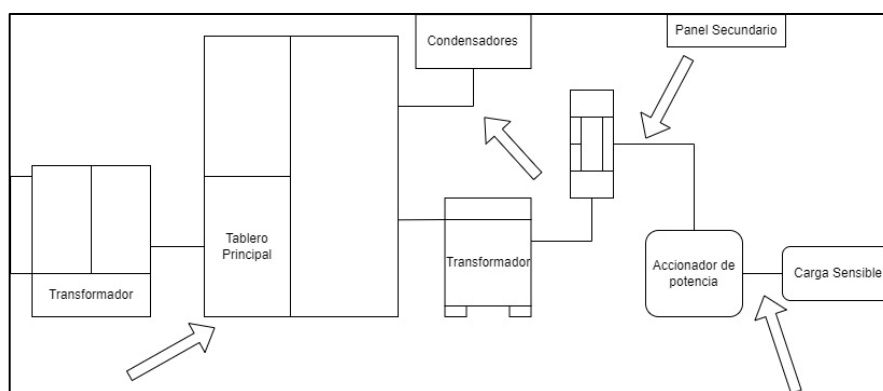 Condensadores
Panel Secundario
Tablero
Principal
Transformador
Accionador de
potencia
Carga Sensible
Transformador